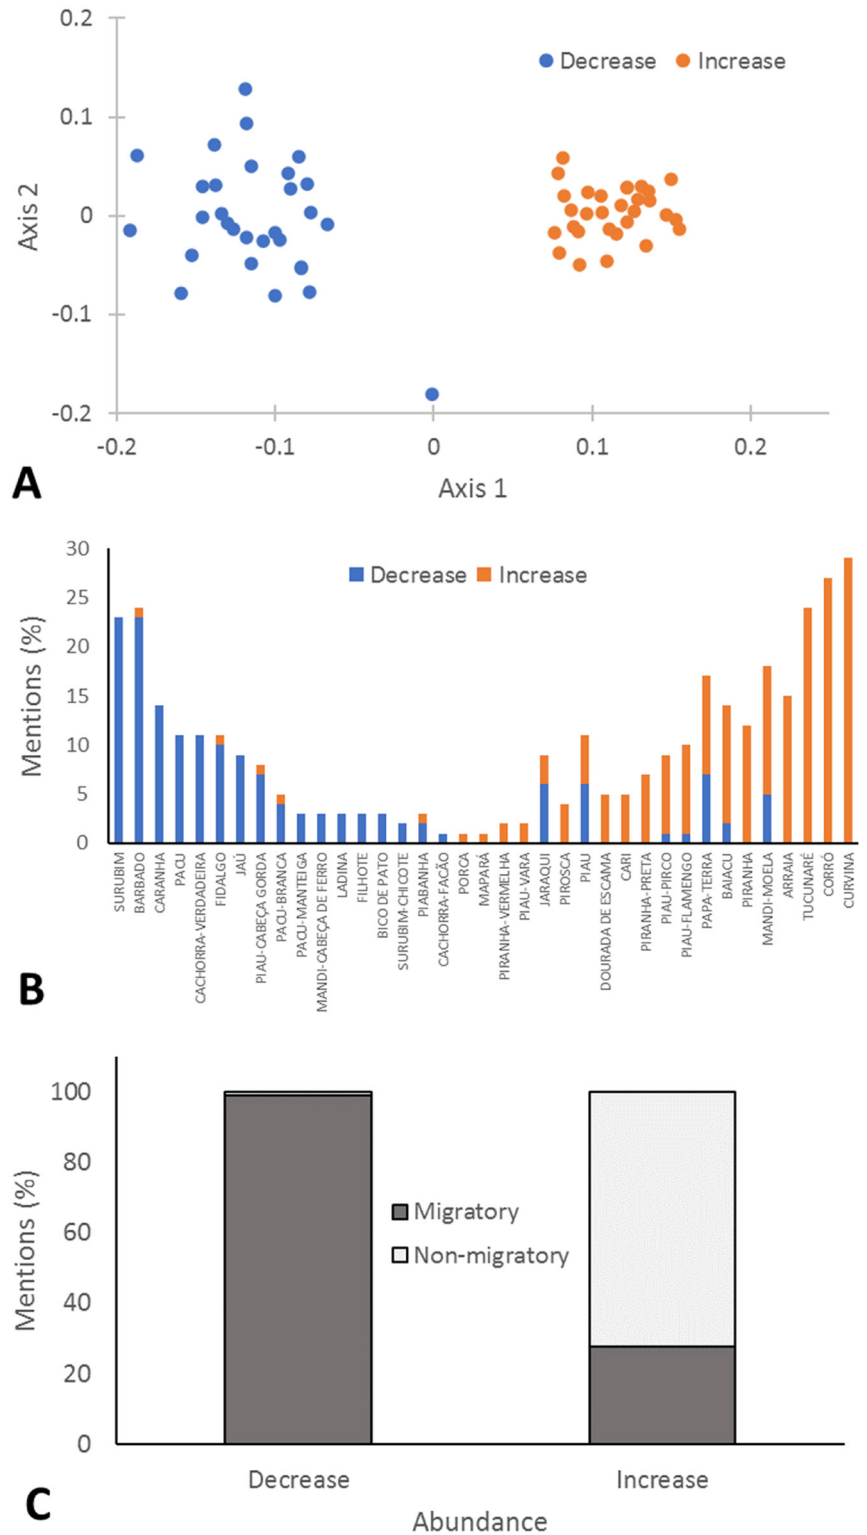 0.2
Decrease Increase
0.1
Axis 2
0
-0.1
-0.2
-0.2 -0.1 0 0.1 0.2
A
Axis 1
30
Decrease Increase
25
20
Mentions (%)
15
10
5
0
SURUBIM
BARBADO
CARANHA
PACU
CACHORRA-VERDADEIRA
FIDALGO
JAÚ
PIAU-CABEÇA GORDA
PACU-BRANCA
PACU-MANTEIGA
MANDI-CABEÇA DE FERRO
LADINA
FILHOTE
BICO DE PATO
SURUBIM-CHICOTE
PIABANHA
CACHORRA-FACÃO
PORCA
MAPARÁ
PIRANHA-VERMELHA
PIAU-VARA
JARAQUI
PIROSCA
PIAU
DOURADA DE ESCAMA
CARI
PIRANHA-PRETA
PIAU-PIRCO
PIAU-FLAMENGO
PAPA-TERRA
BAIACU
PIRANHA
MANDI-MOELA
ARRAIA
TUCUNARÉ
CORRÓ
CURVINA
B
100
80
Mentions (%)
Migratory
60
Non-migratory
40
20
0
Decrease Increase
C
Abundance